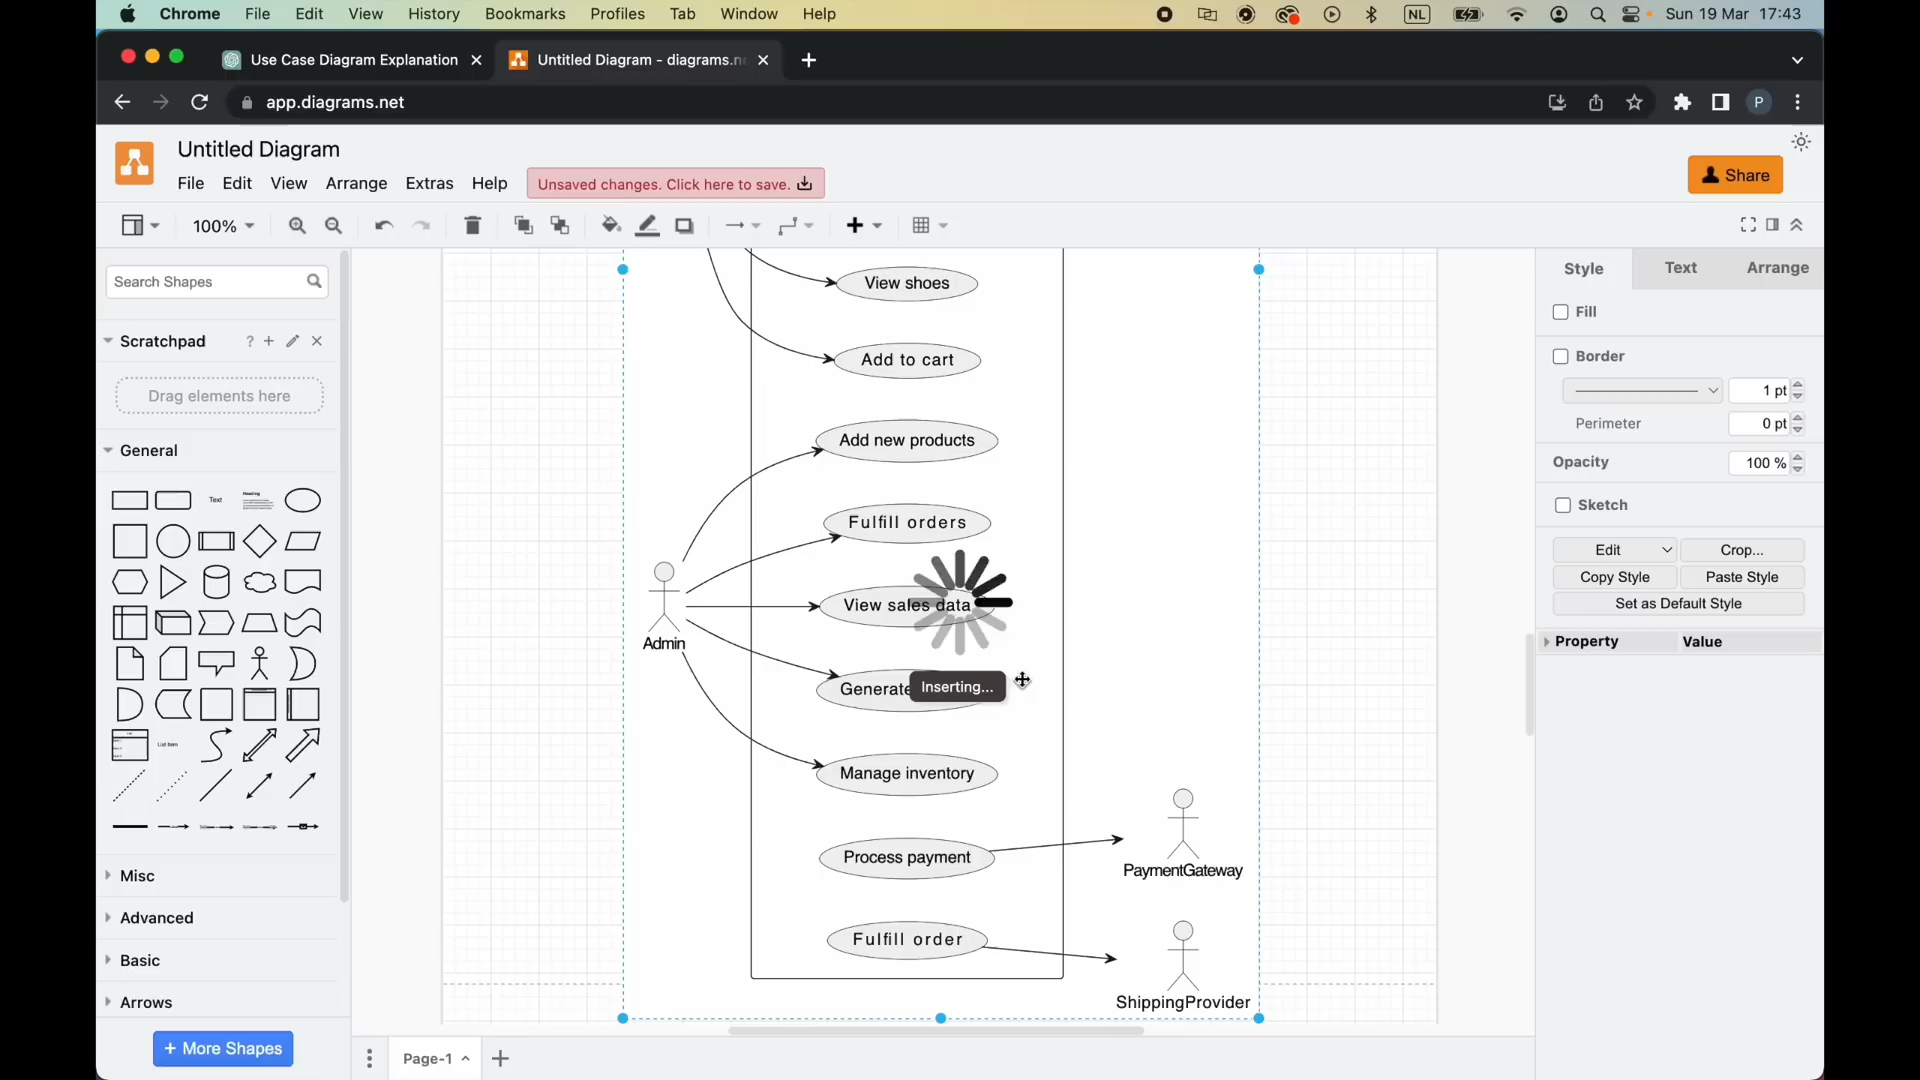 Chrome File Edit View History Bookmarks Profiles Tab Window Help NL Sun 19 Mar 17:43
Use Case Diagram Explanation Untitled Diagram - diagrams.n
app.diagrams.net P
Untitled Diagram
File Edit View Arrange Extras Help Unsaved changes. Click here to save. Share
100%
Search Shapes
Scratchpad ?
Drag elements here
General
Text Heading
List Item
Misc
Advanced
Basic
Arrows
+ More Shapes
View shoes
Add to cart
Add new products
Fulfill orders
View sales data
Admin
Generate
Inserting...
Manage inventory
Process payment
PaymentGateway
Fulfill order
ShippingProvider
Page-1
Style Text Arrange
Fill
Border
1 pt
Perimeter 0 pt
Opacity 100 %
Sketch
Edit Crop...
Copy Style Paste Style
Set as Default Style
Property Value